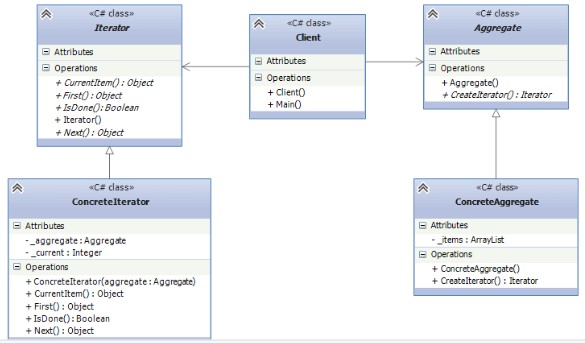 «C# class»
Iterator
Attributes
Operations
+ CurrentItem() : Object
+ First() : Object
+ IsDone() : Boolean
+ Iterator()
+ Next() : Object
«C# class»
Client
Attributes
Operations
+ Client()
+ Main()
«C# class»
Aggregate
Attributes
Operations
+ Aggregate()
+ CreateIterator() : Iterator
«C# class»
ConcreteIterator
Attributes
- _aggregate : Aggregate
- _current : Integer
Operations
+ ConcreteIterator(aggregate : Aggregate)
+ CurrentItem() : Object
+ First() : Object
+ IsDone() : Boolean
+ Next() : Object
«C# class»
ConcreteAggregate
Attributes
- _items : ArrayList
Operations
+ ConcreteAggregate()
+ CreateIterator() : Iterator